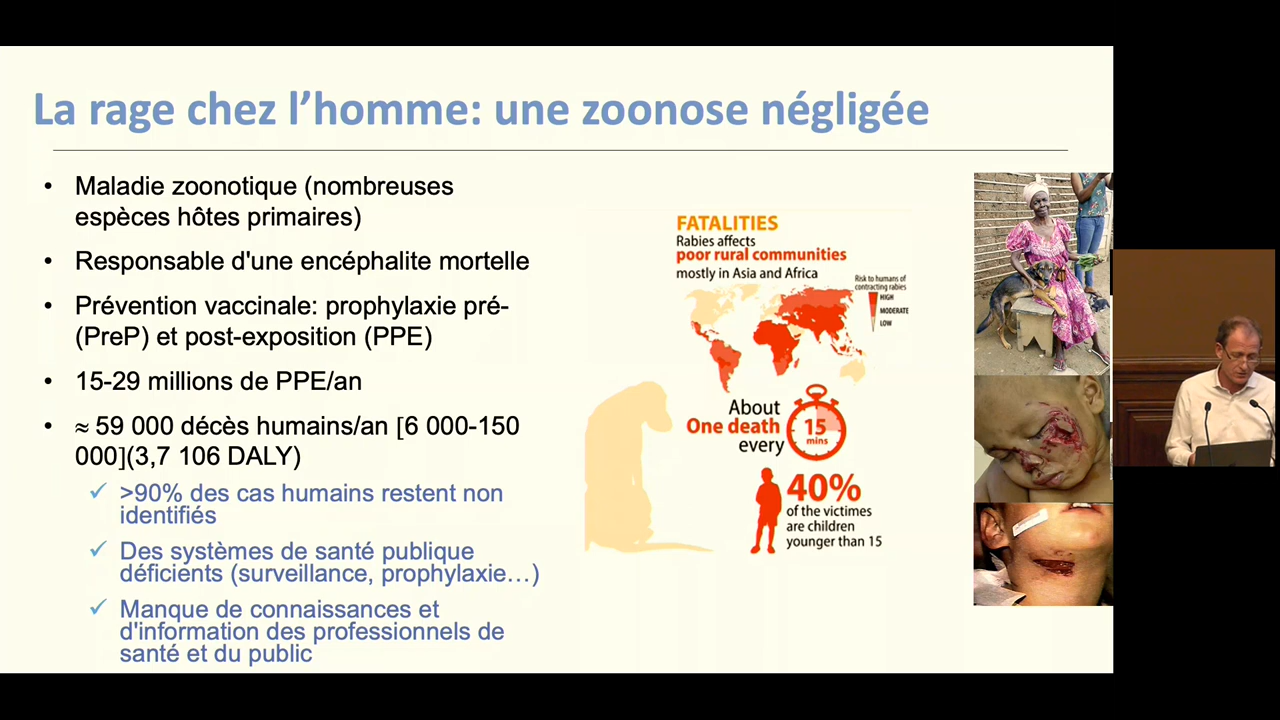 La rage chez l’homme: une zoonose négligée
• Maladie zoonotique (nombreuses
espèces hôtes primaires)
• Responsable d'une encéphalite mortelle
• Prévention vaccinale: prophylaxie pré-
(PreP) et post-exposition (PPE)
• 15-29 millions de PPE/an
• ≈ 59 000 décès humains/an [6 000-150
000](3,7 106 DALY)
✓ >90% des cas humains restent non
identifiés
✓ Des systèmes de santé publique
déficients (surveillance, prophylaxie…)
✓ Manque de connaissances et
d'information des professionnels de
santé et du public
FATALITIES
Rabies affects
poor rural communities
mostly in Asia and Africa
Risk to humans of
contracting rabies
HIGH
MODERATE
LOW
About
One death
every
15
mins
40%
of the victims
are children
younger than 15